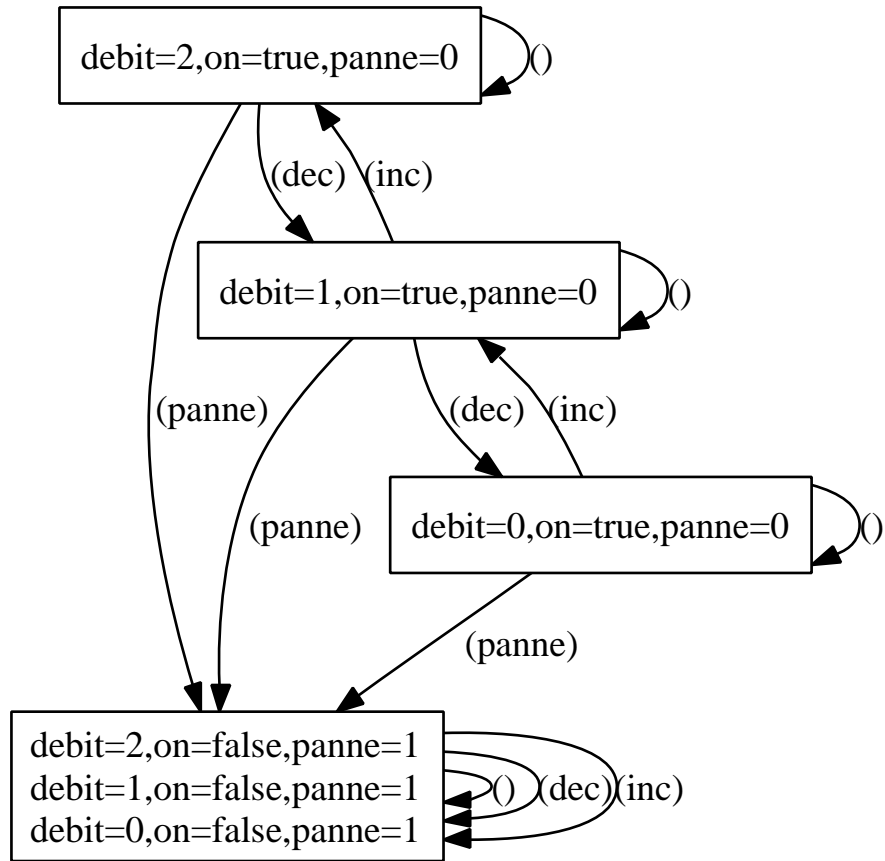 debit=2,on=true,panne=0
()
(dec)
(inc)
debit=1,on=true,panne=0
()
(panne)
(dec)
(inc)
(panne)
debit=0,on=true,panne=0
()
(panne)
debit=2,on=false,panne=1
debit=1,on=false,panne=1
()
(dec)
(inc)
debit=0,on=false,panne=1